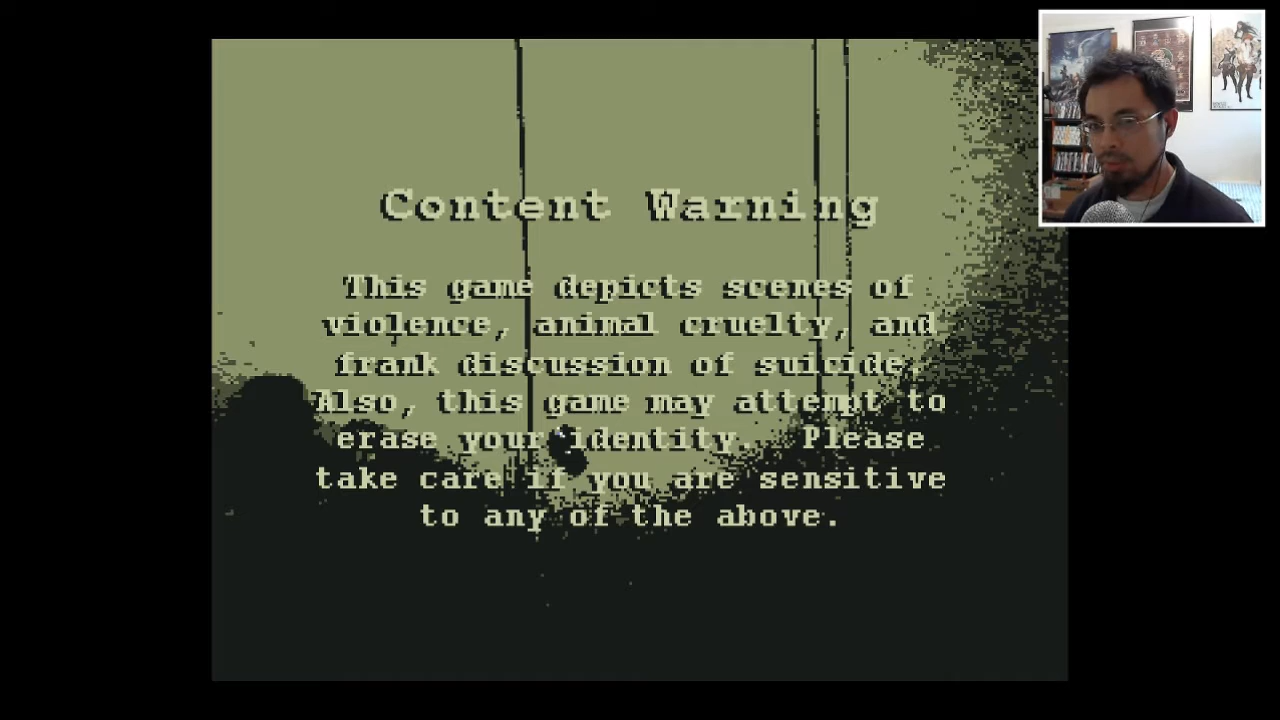 Content Warning
This game depicts scenes of
violence, animal cruelty, and
frank discussion of suicide.
Also, this game may attempt to
erase your identity. Please
take care if you are sensitive
to any of the above.